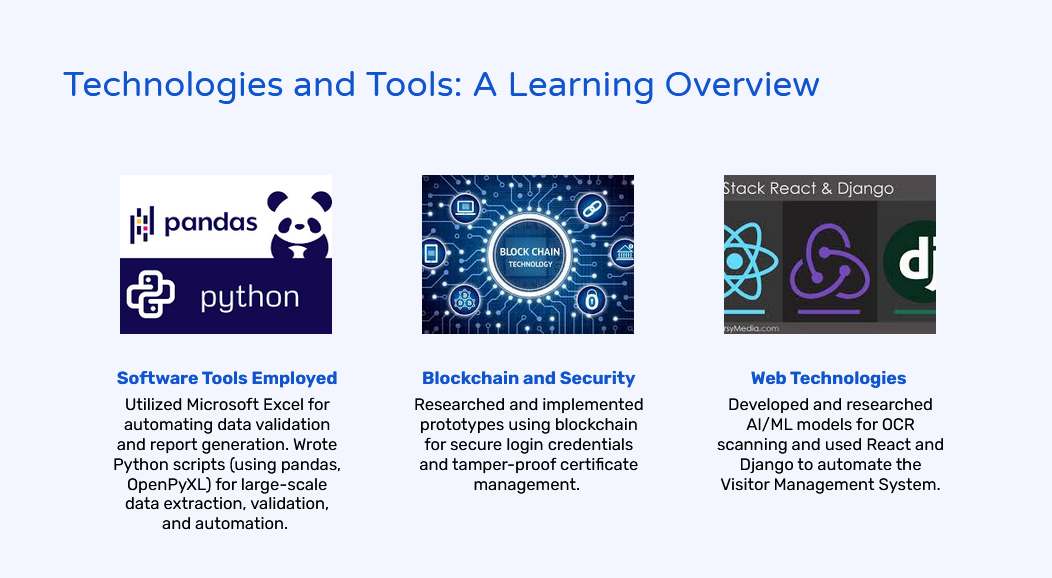 Technologies and Tools: A Learning Overview
pandas
python
BLOCK CHAIN
TECHNOLOGY
Stack React & Django
dj
rsyMedia.com
Software Tools Employed
Utilized Microsoft Excel for
automating data validation
and report generation. Wrote
Python scripts (using pandas,
OpenPyXL) for large-scale
data extraction, validation,
and automation.
Blockchain and Security
Researched and implemented
prototypes using blockchain
for secure login credentials
and tamper-proof certificate
management.
Web Technologies
Developed and researched
AI/ML models for OCR
scanning and used React and
Django to automate the
Visitor Management System.